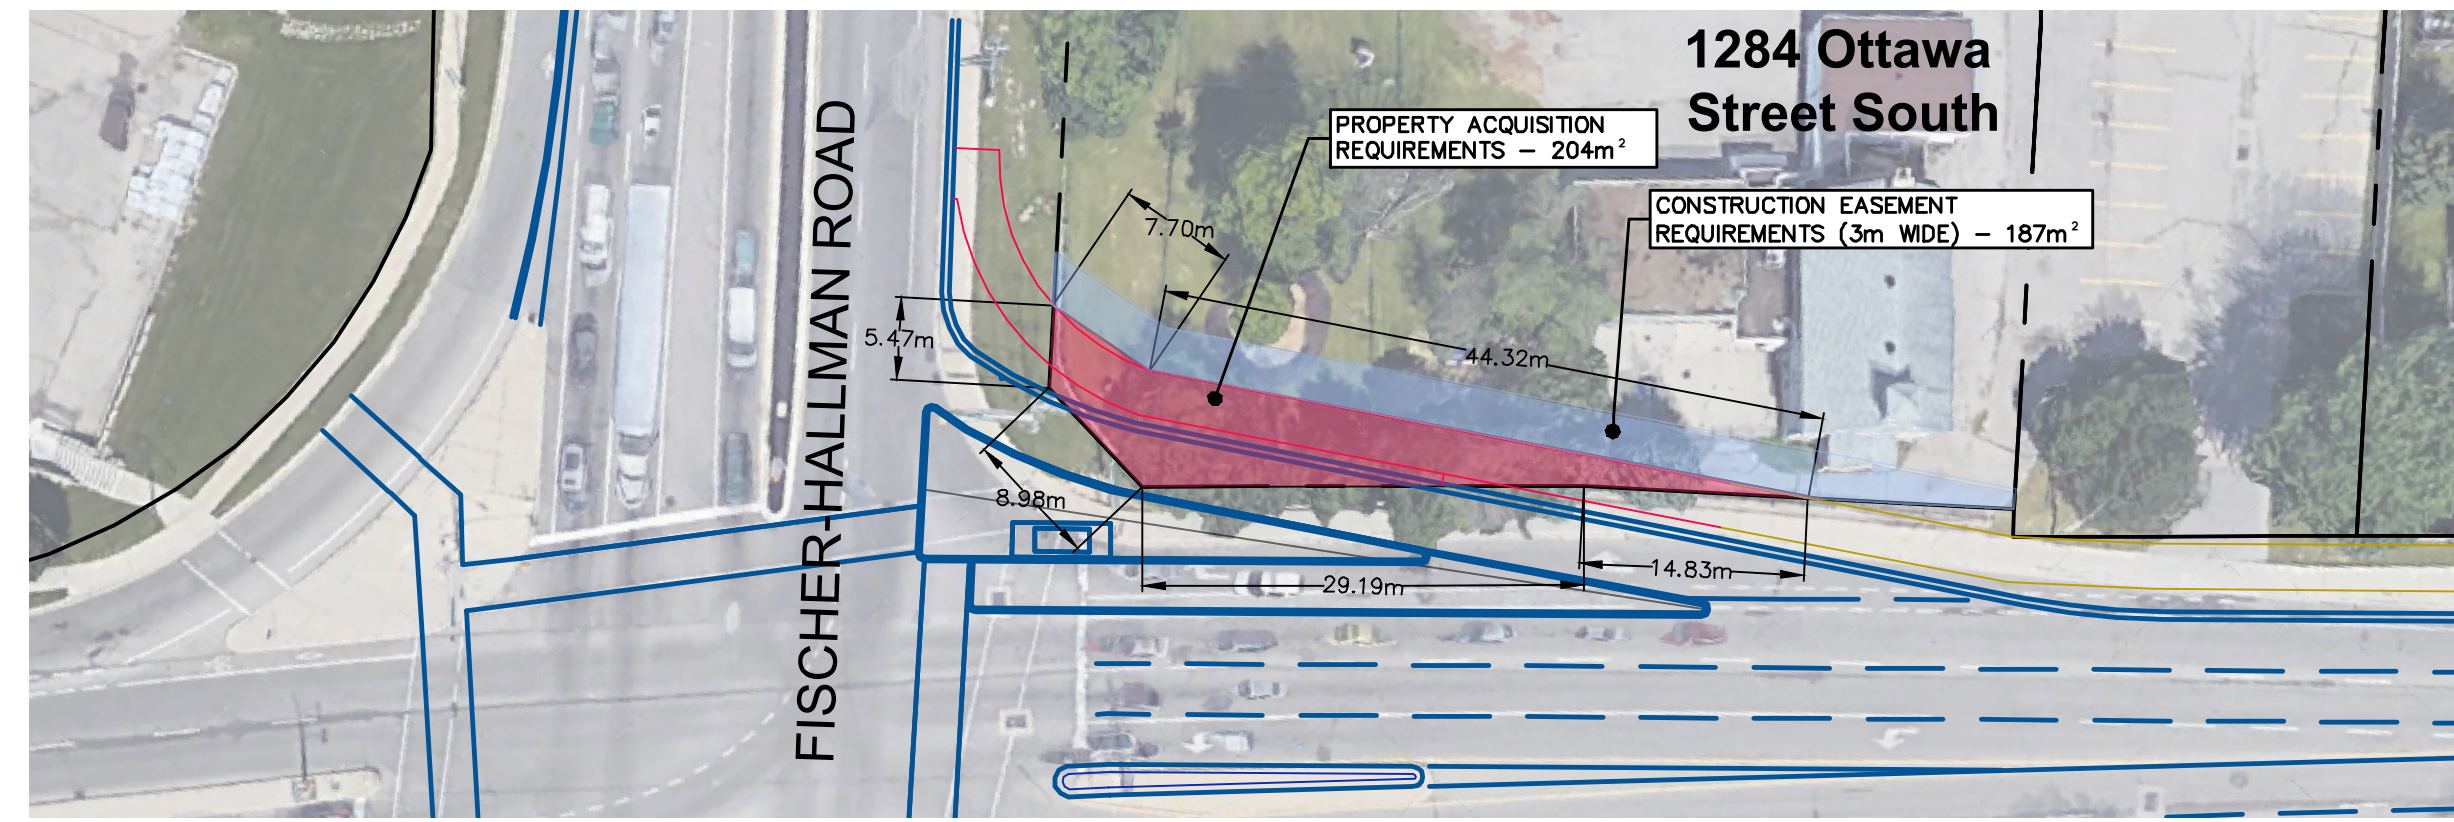 1284 Ottawa
Street South
PROPERTY ACQUISITION
REQUIREMENTS – 204m²
CONSTRUCTION EASEMENT
REQUIREMENTS (3m WIDE) – 187m²
7.70m
5.47m
44.32m
8.98m
29.19m
14.83m
FISCHER-HALLMAN ROAD